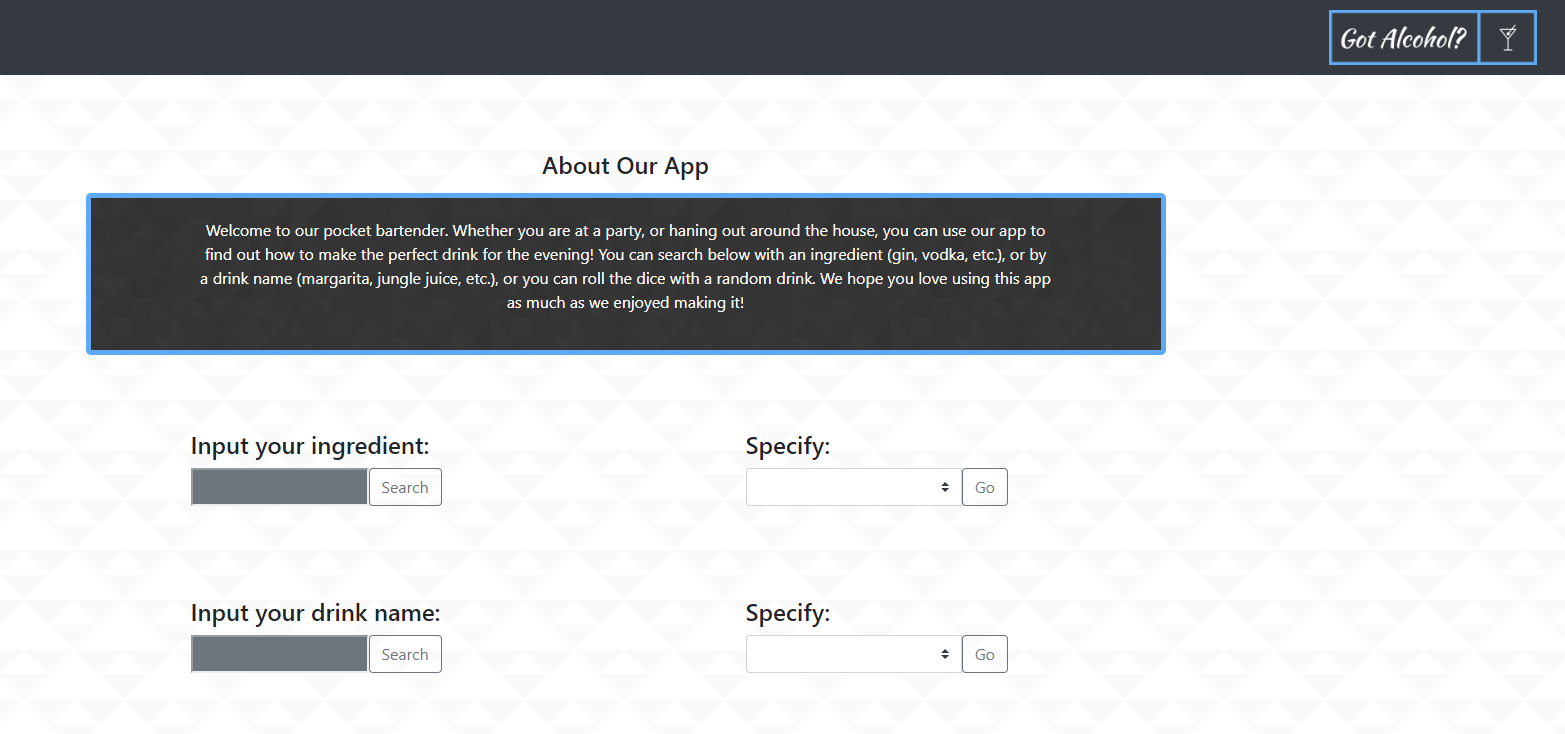 Got Alcohol?
About Our App
Welcome to our pocket bartender. Whether you are at a party, or haning out around the house, you can use our app to
find out how to make the perfect drink for the evening! You can search below with an ingredient (gin, vodka, etc.), or by
a drink name (margarita, jungle juice, etc.), or you can roll the dice with a random drink. We hope you love using this app
as much as we enjoyed making it!
Input your ingredient:
Specify:
Search
Go
Input your drink name:
Specify:
Search
Go